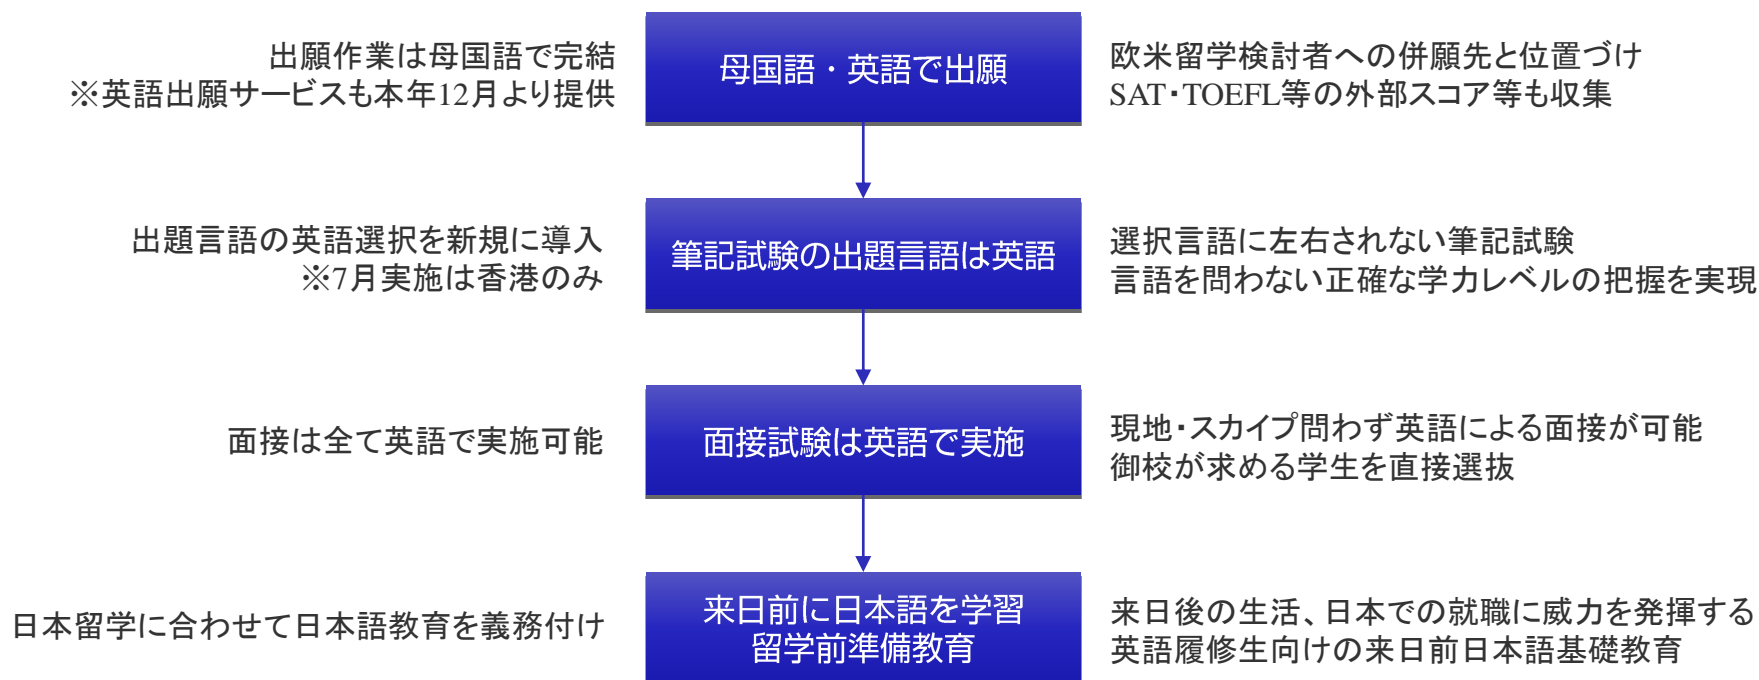 出願作業は母国語で完結
※英語出願サービスも本年12月より提供
母国語・英語で出願
欧米留学検討者への併願先と位置づけ
SAT・TOEFL等の外部スコア等も収集
出題言語の英語選択を新規に導入
※7月実施は香港のみ
筆記試験の出題言語は英語
選択言語に左右されない筆記試験
言語を問わない正確な学力レベルの把握を実現
面接は全て英語で実施可能
面接試験は英語で実施
現地・スカイプ問わず英語による面接が可能
御校が求める学生を直接選抜
日本留学に合わせて日本語教育を義務付け
来日前に日本語を学習
留学前準備教育
来日後の生活、日本での就職に威力を発揮する
英語履修生向けの来日前日本語基礎教育